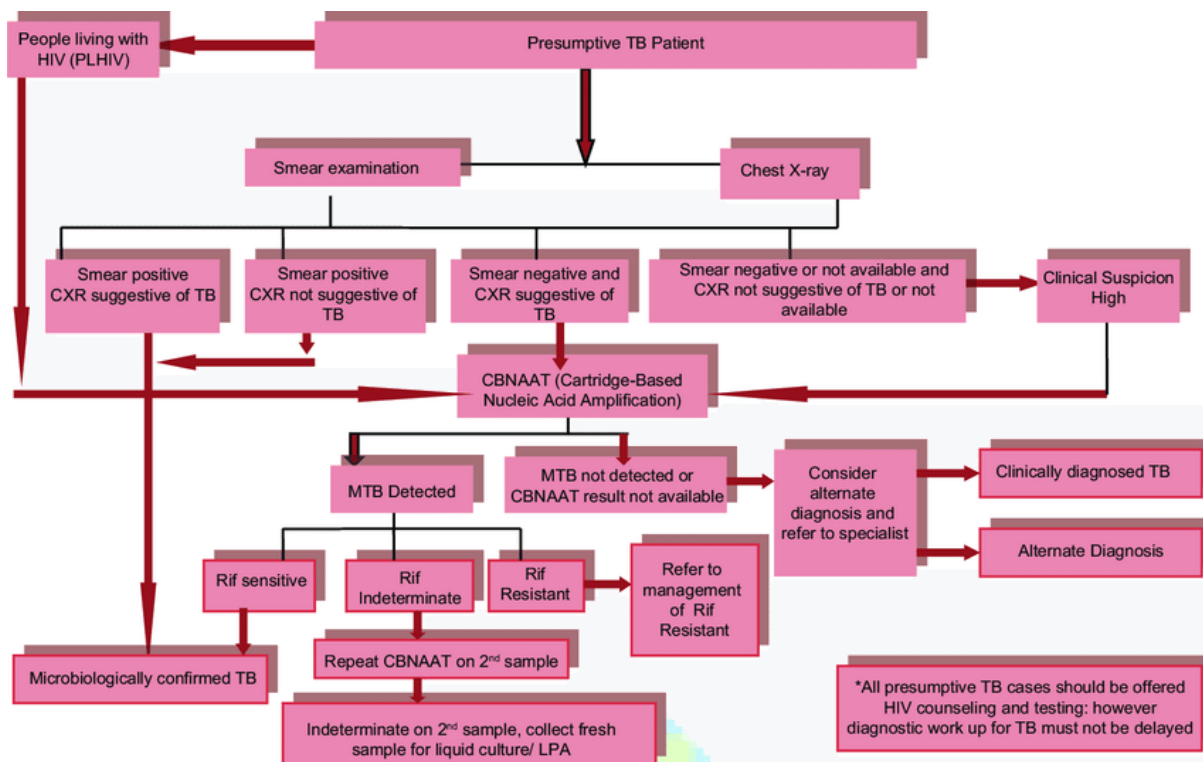 People living with
HIV (PLHIV)
Presumptive TB Patient
Smear examination
Chest X-ray
Smear positive
CXR suggestive of TB
Smear positive
CXR not suggestive of
TB
Smear negative and
CXR suggestive of
TB
Smear negative or not available and
CXR not suggestive of TB or not
available
Clinical Suspicion
High
CBNAAT (Cartridge-Based
Nucleic Acid Amplification)
MTB Detected
MTB not detected or
CBNAAT result not available
Consider
alternate
diagnosis and
refer to specialist
Clinically diagnosed TB
Alternate Diagnosis
Rif sensitive
Rif
Indeterminate
Rif
Resistant
Refer to
management
of Rif
Resistant
Microbiologically confirmed TB
Repeat CBNAAT on 2nd sample
Indeterminate on 2nd sample, collect fresh
sample for liquid culture/ LPA
*All presumptive TB cases should be offered
HIV counseling and testing: however
diagnostic work up for TB must not be delayed